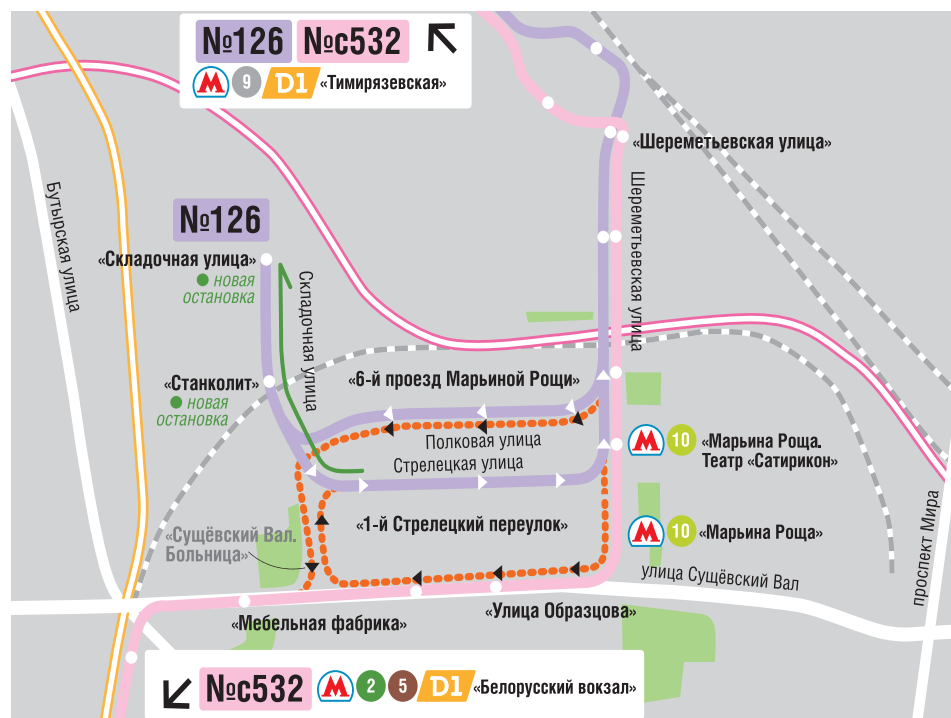 №126 №с532
М 9 D1 «Тимирязевская»
«Шереметьевская улица»
Шереметьевская улица
Бутырская улица
№126
«Складочная улица»
новая
остановка
Складочная улица
«Станколит»
новая
остановка
«6-й проезд Марьиной Рощи»
Полковая улица
Стрелецкая улица
М 10 «Марьина Роща.
Театр «Сатирикон»
«1-й Стрелецкий переулок»
М 10 «Марьина Роща»
«Сущёвский Вал.
Больница»
улица Сущёвский Вал
проспект Мира
«Улица Образцова»
«Мебельная фабрика»
№с532 М 2 5 D1 «Белорусский вокзал»